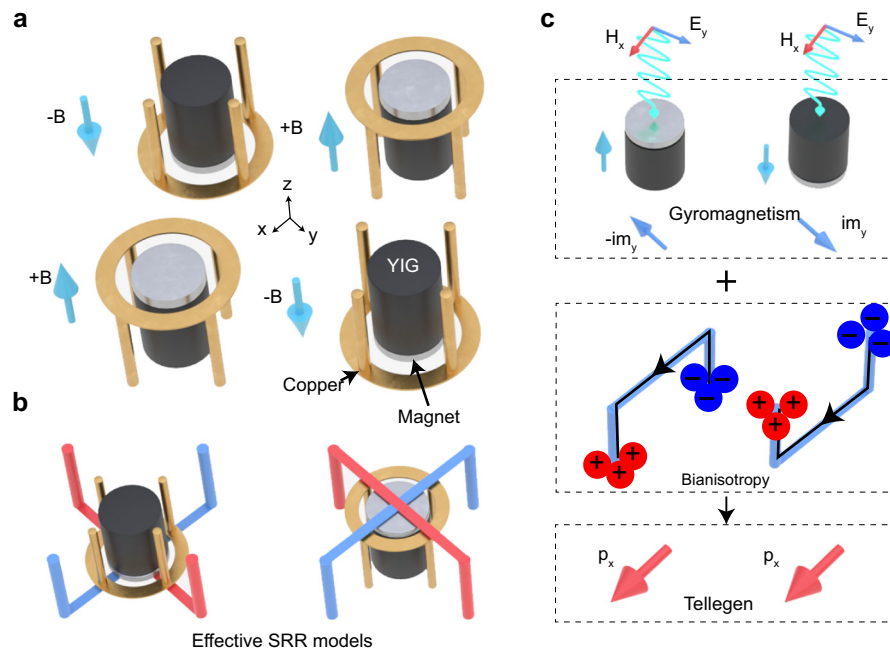 a
-B
+B
z
x
y
+B
-B
YIG
Copper
Magnet
b
Effective SRR models
c
Hx
Ey
Hx
Ey
Gyromagnetism
-imy
imy
+
− − −
− − −
+ + +
+ + +
Bianisotropy
px
px
Tellegen